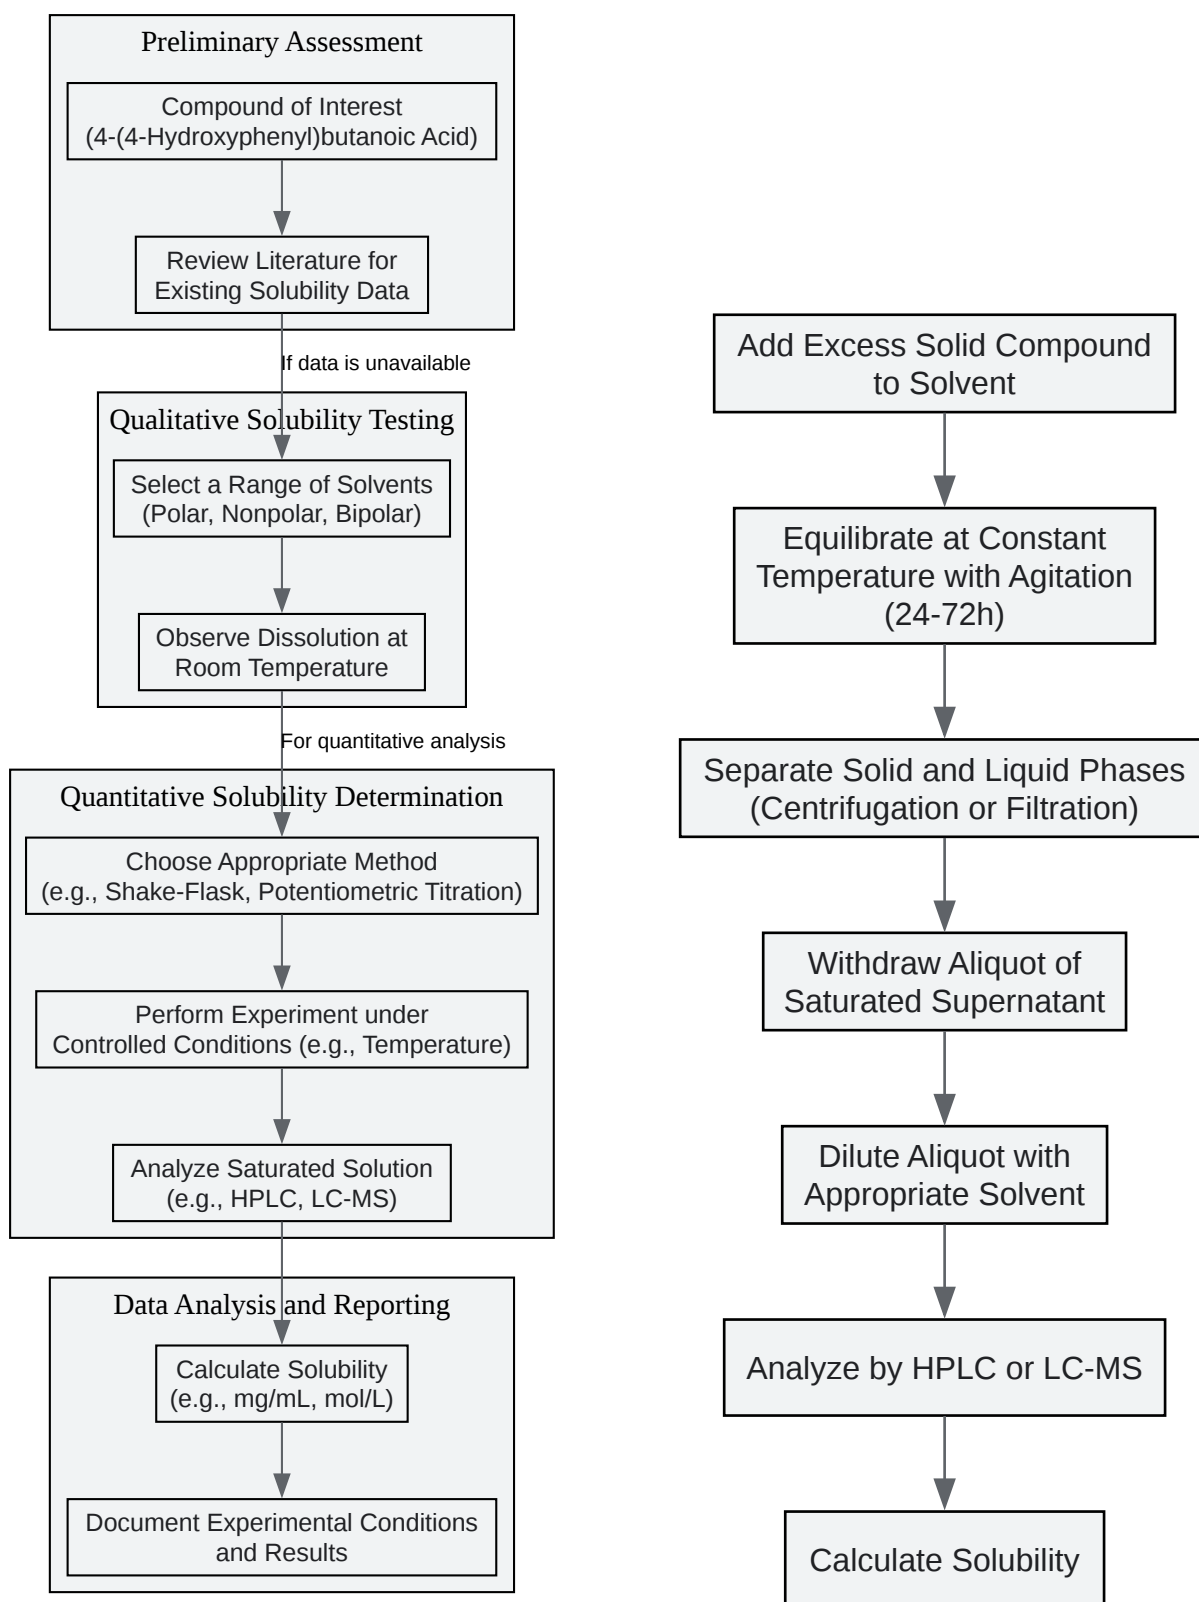 Preliminary Assessment
Compound of Interest
(4-(4-Hydroxyphenyl)butanoic Acid)
Review Literature for
Existing Solubility Data
If data is unavailable
Qualitative Solubility Testing
Select a Range of Solvents
(Polar, Nonpolar, Bipolar)
Observe Dissolution at
Room Temperature
For quantitative analysis
Quantitative Solubility Determination
Choose Appropriate Method
(e.g., Shake-Flask, Potentiometric Titration)
Perform Experiment under
Controlled Conditions (e.g., Temperature)
Analyze Saturated Solution
(e.g., HPLC, LC-MS)
Data Analysis and Reporting
Calculate Solubility
(e.g., mg/mL, mol/L)
Document Experimental Conditions
and Results
Add Excess Solid Compound
to Solvent
Equilibrate at Constant
Temperature with Agitation
(24-72h)
Separate Solid and Liquid Phases
(Centrifugation or Filtration)
Withdraw Aliquot of
Saturated Supernatant
Dilute Aliquot with
Appropriate Solvent
Analyze by HPLC or LC-MS
Calculate Solubility